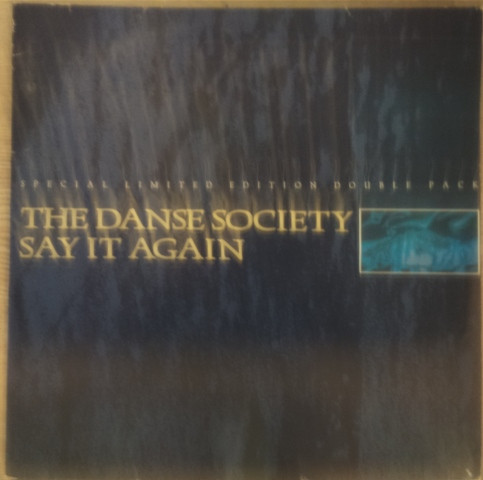 SPECIAL LIMITED EDITION DOUBLE PACK
THE DANSE SOCIETY
SAY IT AGAIN